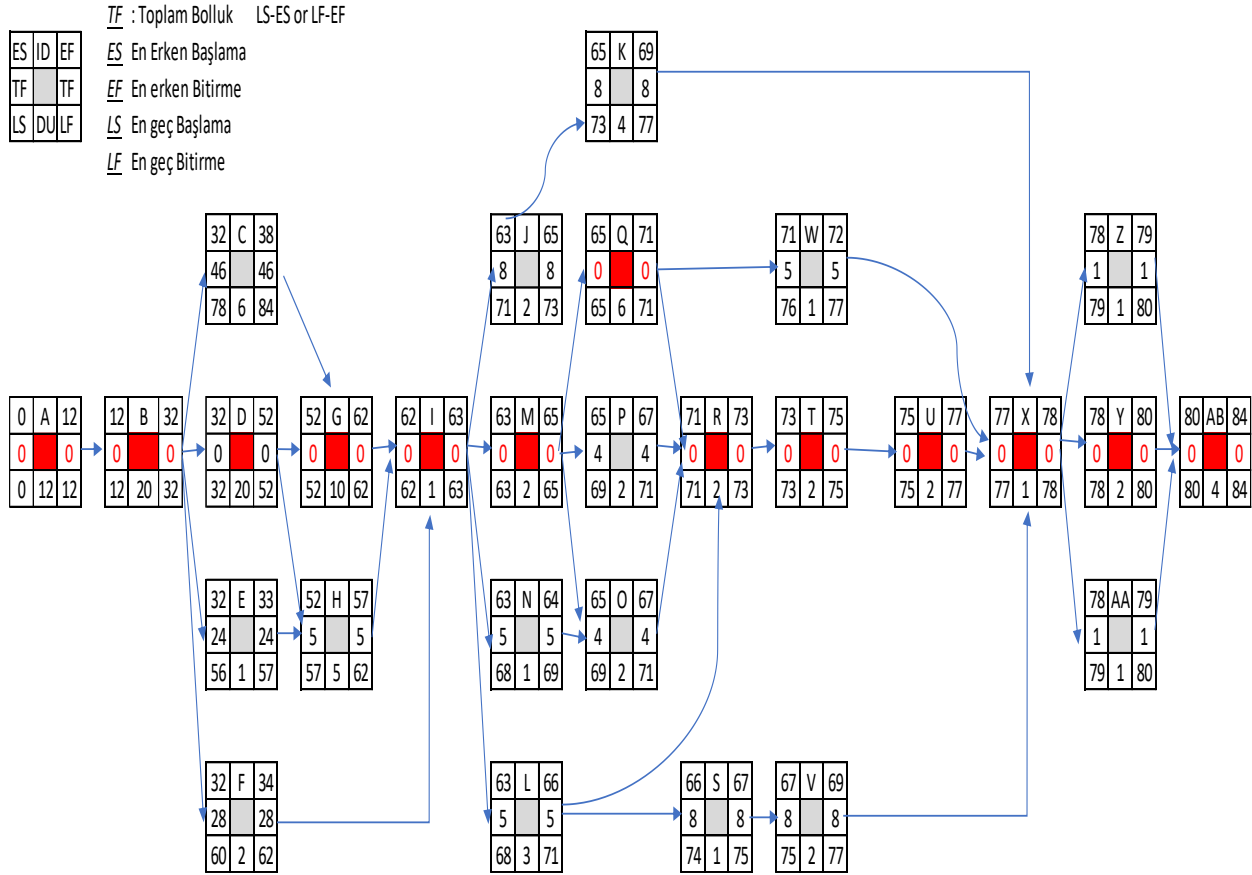 TF : Toplam Bolluk LS-ES or LF-EF
ES ID EF
TF TF
LS DU LF
ES En Erken Başlama
EF En erken Bitirme
LS En geç Başlama
LF En geç Bitirme
65 K 69
8 8
73 4 77
32 C 38
46 46
78 6 84
63 J 65
8 8
71 2 73
65 Q 71
0 0
65 6 71
71 W 72
5 5
76 1 77
78 Z 79
1 1
79 1 80
0 A 12
0 0
0 12 12
12 B 32
0 0
12 20 32
32 D 52
0 0
32 20 52
52 G 62
0 0
52 10 62
62 I 63
0 0
62 1 63
63 M 65
0 0
63 2 65
65 P 67
4 4
69 2 71
71 R 73
0 0
71 2 73
73 T 75
0 0
73 2 75
75 U 77
0 0
75 2 77
77 X 78
0 0
77 1 78
78 Y 80
0 0
78 2 80
80 AB 84
0 0
80 4 84
32 E 33
24 24
56 1 57
52 H 57
5 5
57 5 62
63 N 64
5 5
68 1 69
65 O 67
4 4
69 2 71
78 AA 79
1 1
79 1 80
32 F 34
28 28
60 2 62
63 L 66
5 5
68 3 71
66 S 67
8 8
74 1 75
67 V 69
8 8
75 2 77